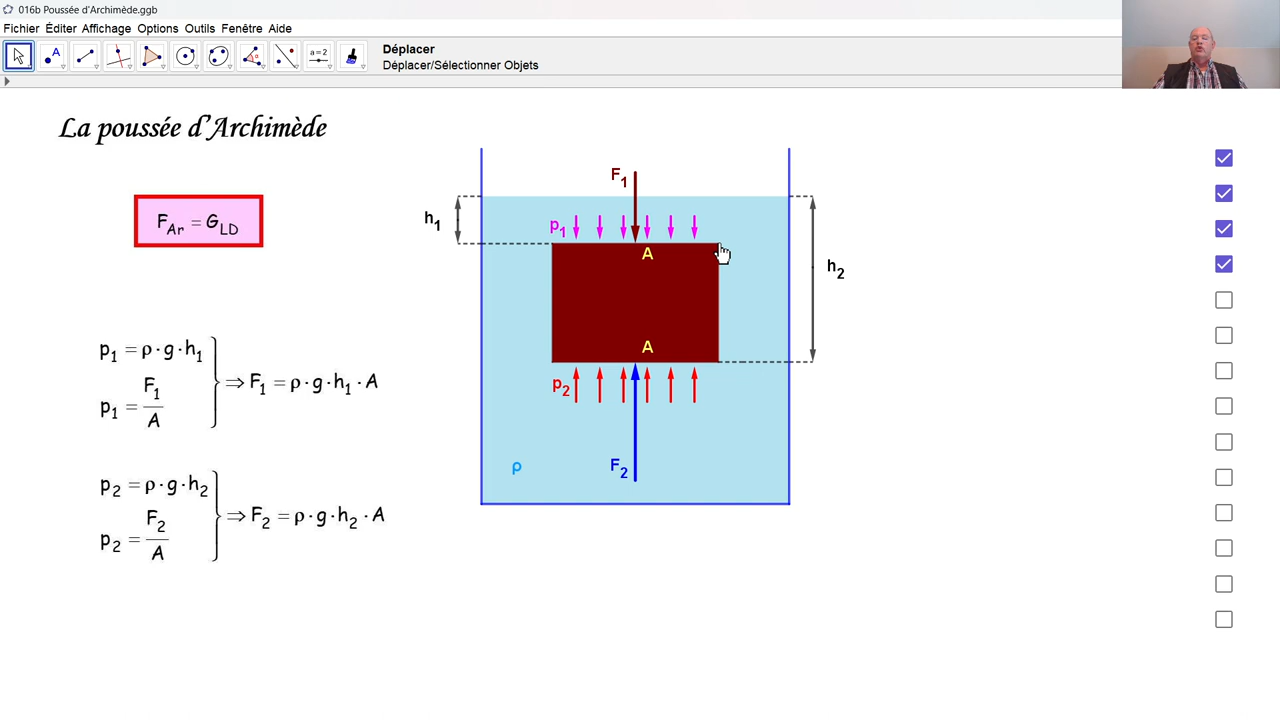 016b Poussée d'Archimède.ggb
Fichier Éditer Affichage Options Outils Fenêtre Aide
A
a=2
Déplacer
Déplacer/Sélectionner Objets
La poussée d'Archimède
F_Ar = G_LD
p₁ = ρ · g · h₁
p₁ = F₁/A
⇒ F₁ = ρ · g · h₁ · A
p₂ = ρ · g · h₂
p₂ = F₂/A
⇒ F₂ = ρ · g · h₂ · A
F₁
h₁
p₁
A
h₂
A
p₂
F₂
ρ